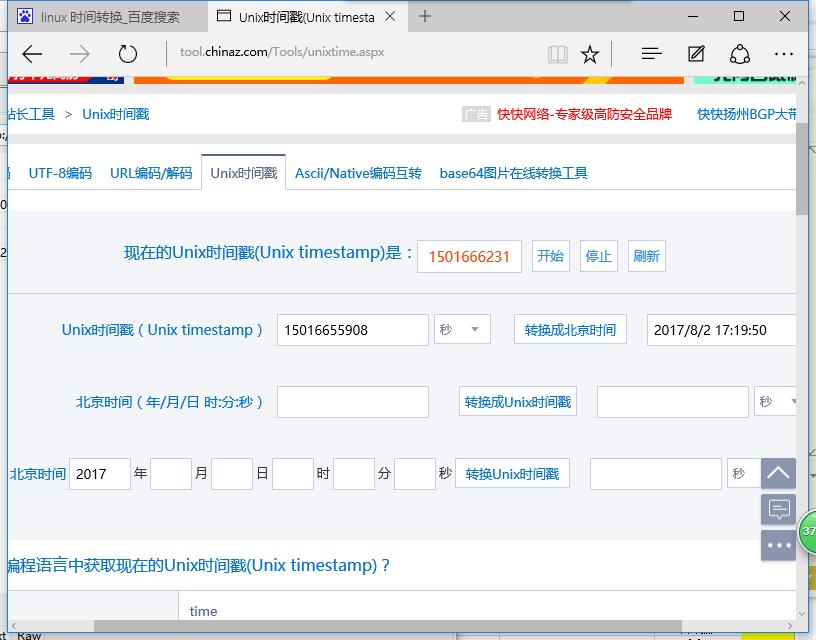 linux 时间转换_百度搜索
Unix时间戳(Unix timesta
tool.chinaz.com/Tools/unixtime.aspx
站长工具 > Unix时间戳
广告 快快网络-专家级高防安全品牌 快快扬州BGP大带
UTF-8编码 URL编码/解码 Unix时间戳 Ascii/Native编码互转 base64图片在线转换工具
现在的Unix时间戳(Unix timestamp)是： 1501666231 开始 停止 刷新
Unix时间戳（Unix timestamp） 15016655908 秒 转换成北京时间 2017/8/2 17:19:50
北京时间（年/月/日 时:分:秒） 转换成Unix时间戳 秒
北京时间 2017 年 月 日 时 分 秒 转换Unix时间戳 秒
37
编程语言中获取现在的Unix时间戳(Unix timestamp)？
time
Raw